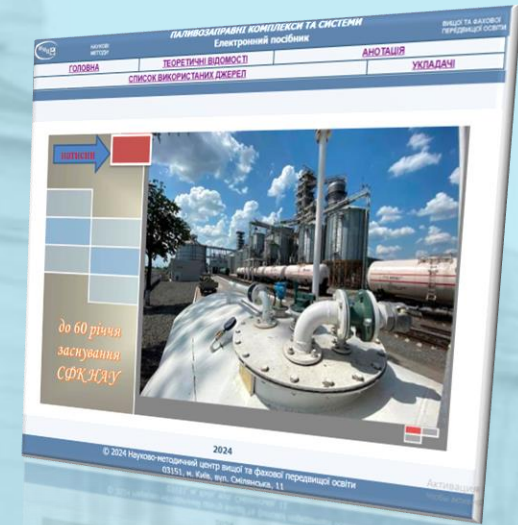 ПАЛИВОЗАПРАВНІ КОМПЛЕКСИ ТА СИСТЕМИ
Електронний посібник
ВИЩОЇ ТА ФАХОВОЇ
ПЕРЕДВИЩОЇ ОСВІТИ
ГОЛОВНА
ТЕОРЕТИЧНІ ВІДОМОСТІ
АНОТАЦІЯ
СПИСОК ВИКОРИСТАНИХ ДЖЕРЕЛ
УКЛАДАЧІ
натисни
до 60 річчя
заснування
СФК НАУ
2024
© 2024 Науково-методичний центр вищої та фахової передвищої освіти
03151, м. Київ, вул. Смілянська, 11
Активация